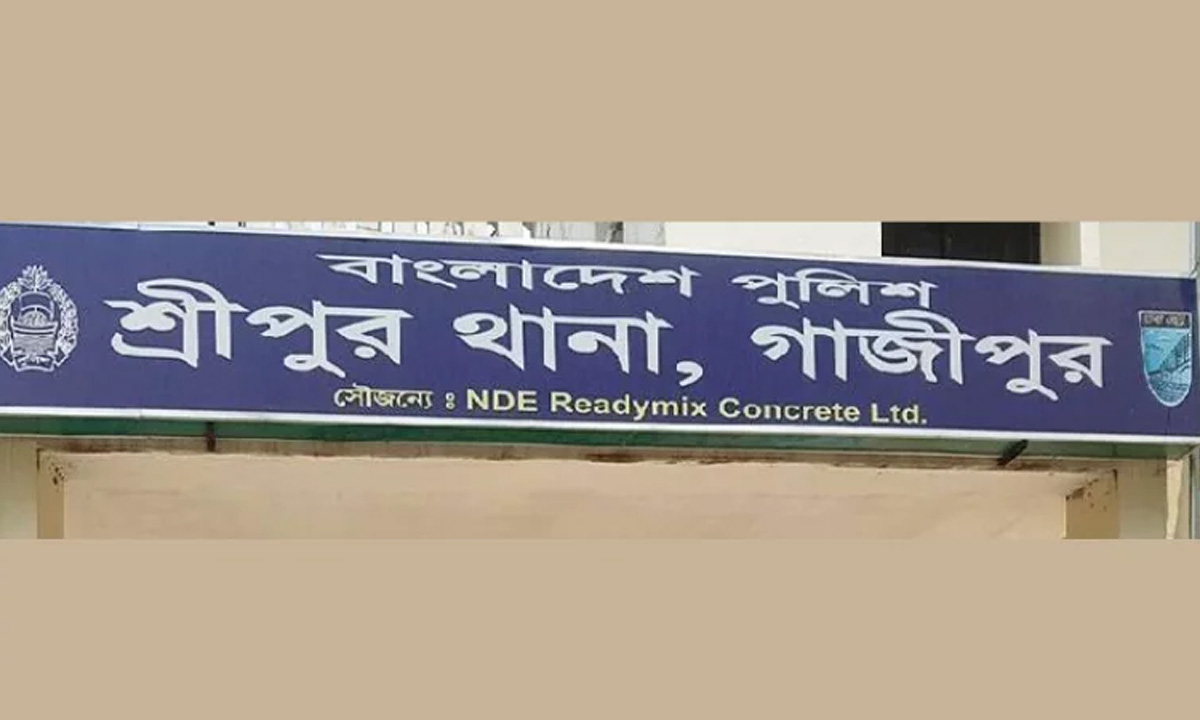 বাংলাদেশ পুলিশ
শ্রীপুর থানা, গাজীপুর
সৌজন্যে : NDE Readymix Concrete Ltd.